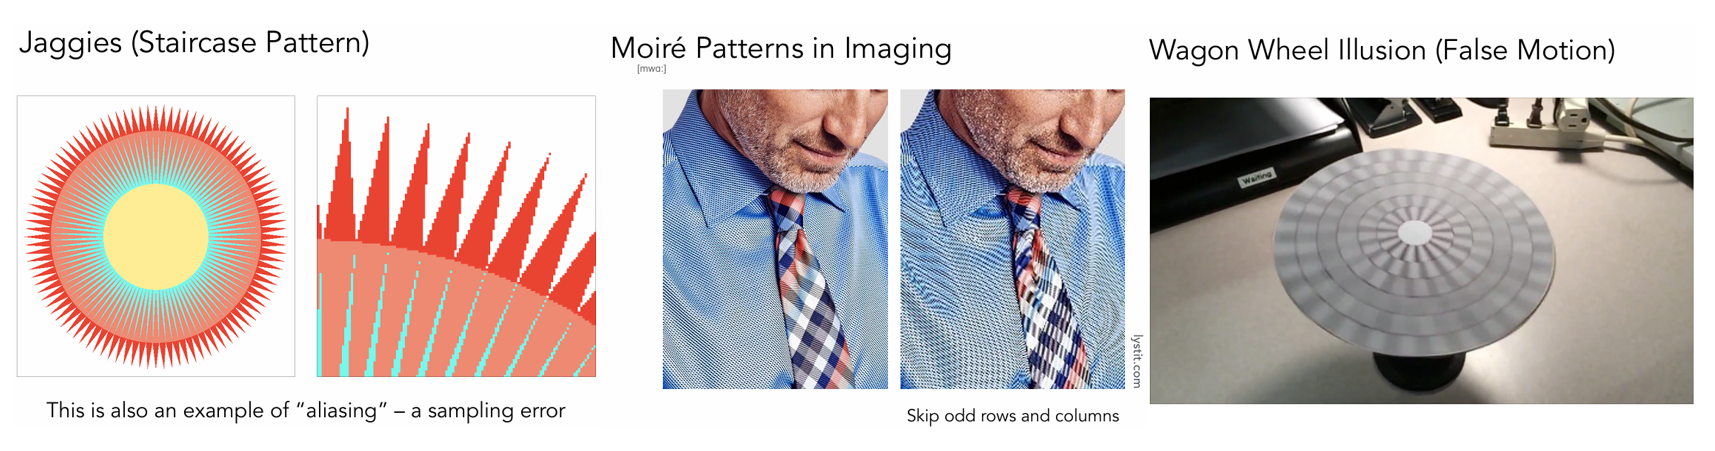 Jaggies (Staircase Pattern)
This is also an example of “aliasing” – a sampling error
Moiré Patterns in Imaging
[mwɑː]
lystit.com
Skip odd rows and columns
Wagon Wheel Illusion (False Motion)
Waiting